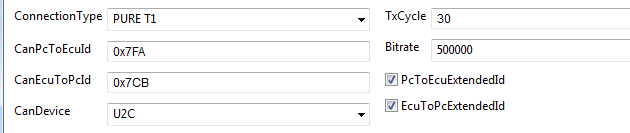 ConnectionType PURE T1 TxCycle 30
CanPcToEcuId 0x7FA Bitrate 500000
CanEcuToPcId 0x7CB PcToEcuExtendedId
CanDevice U2C EcuToPcExtendedId